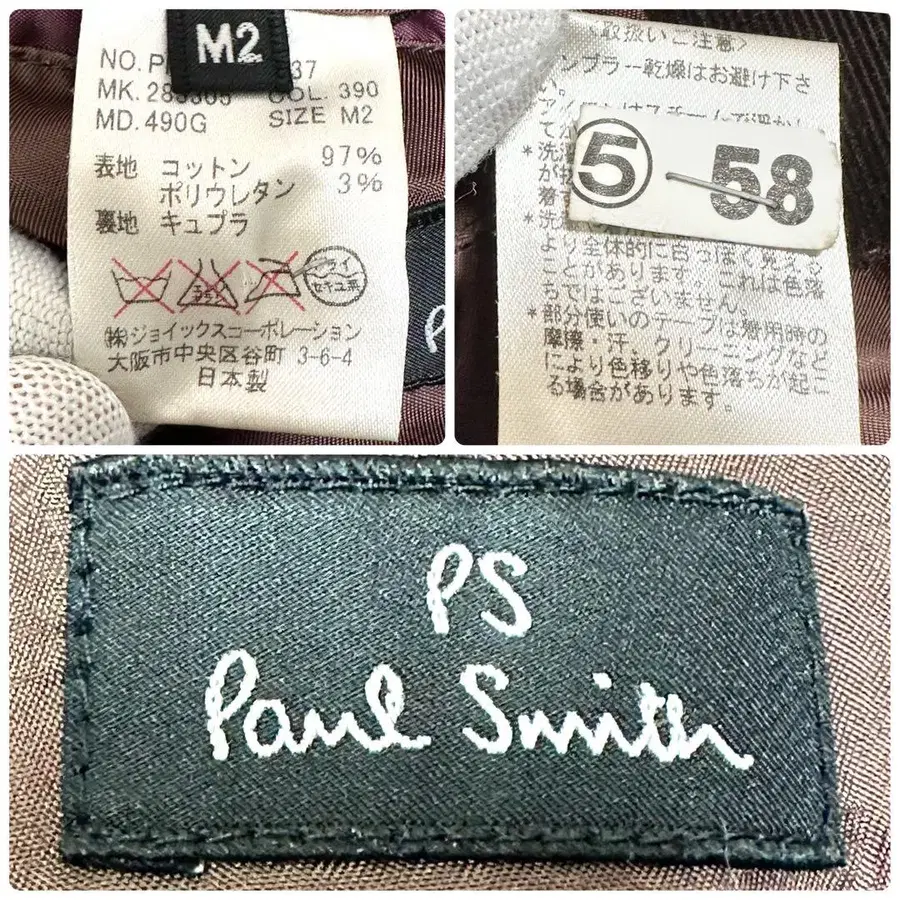 M2
NO. P 37
MK. 283305 COL. 390
MD. 490G SIZE M2
表地 コットン 97%
ポリウレタン 3%
裏地 キュプラ
ドライ
セキユ系
㈱ジョイックスコーポレーション
大阪市中央区谷町 3-6-4
日本製
P
〈取扱いご注意〉
ンブラー乾燥はお避け下さ
い。
⑤ 58
*洗濯
が
着
*洗
より全体的に白っぽく見える
ことがあります。これは色落
ちではございません。
*部分使いのテープは着用時の
摩擦・汗、クリーニングなど
により色移りや色落ちが起こ
る場合があります。
PS
Paul Smith